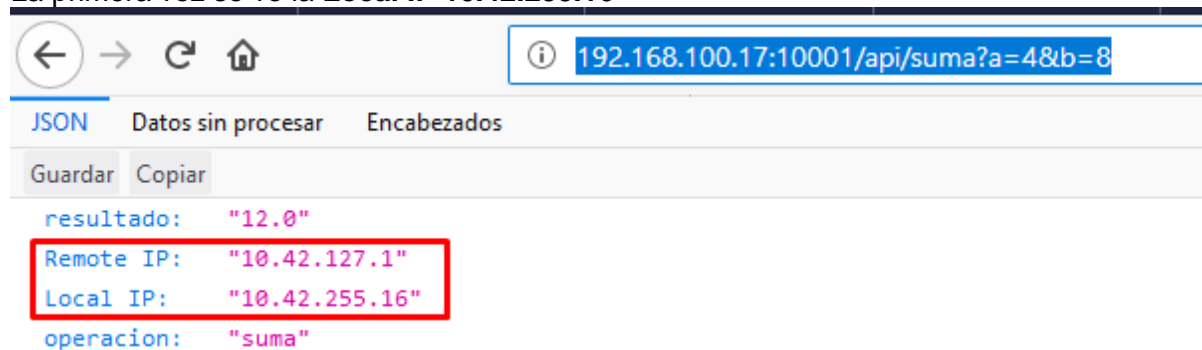 192.168.100.17:10001/api/suma?a=4&b=8
JSON Datos sin procesar Encabezados
Guardar Copiar
resultado: "12.0"
Remote IP: "10.42.127.1"
Local IP: "10.42.255.16"
operacion: "suma"